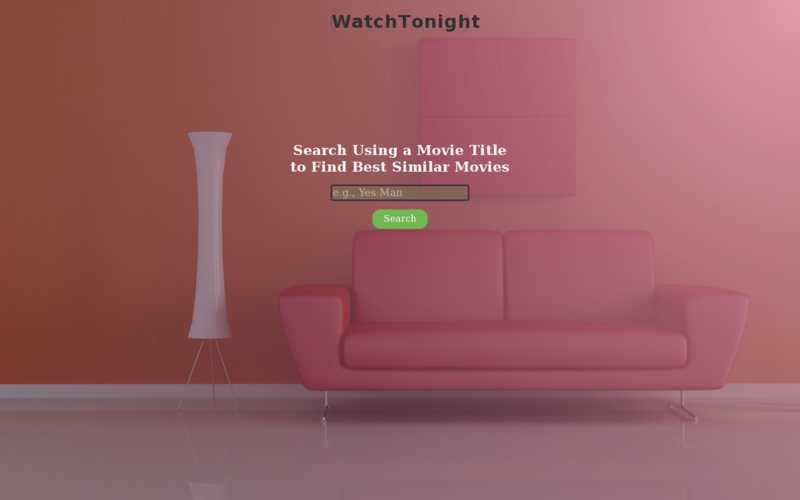 WatchTonight
Search Using a Movie Title
to Find Best Similar Movies
e.g., Yes Man
Search